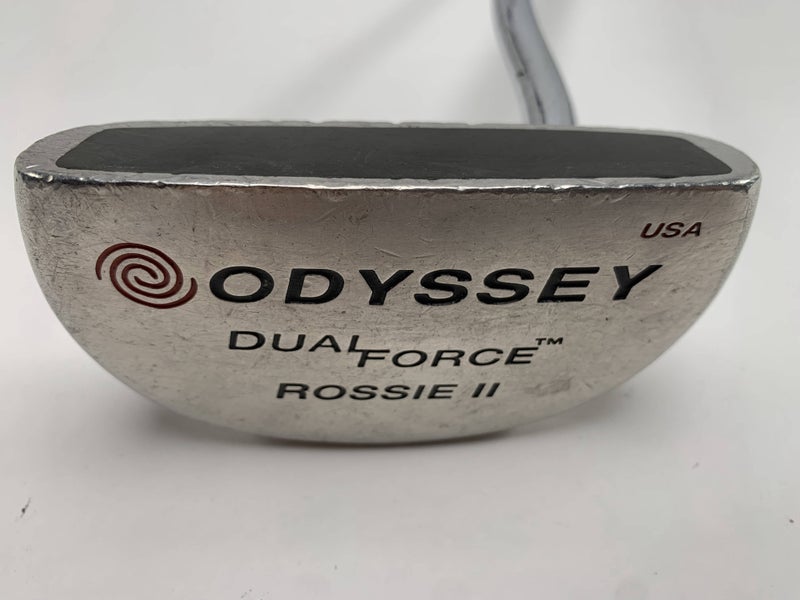 USA
ODYSSEY
DUAL FORCE™
ROSSIE II